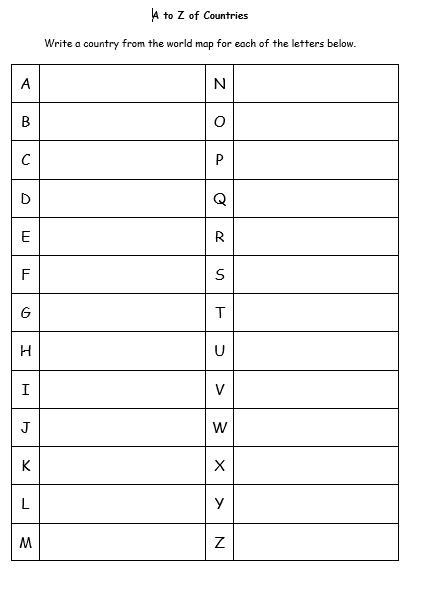 A to Z of Countries
Write a country from the world map for each of the letters below.
A N
B O
C P
D Q
E R
F S
G T
H U
I V
J W
K X
L Y
M Z